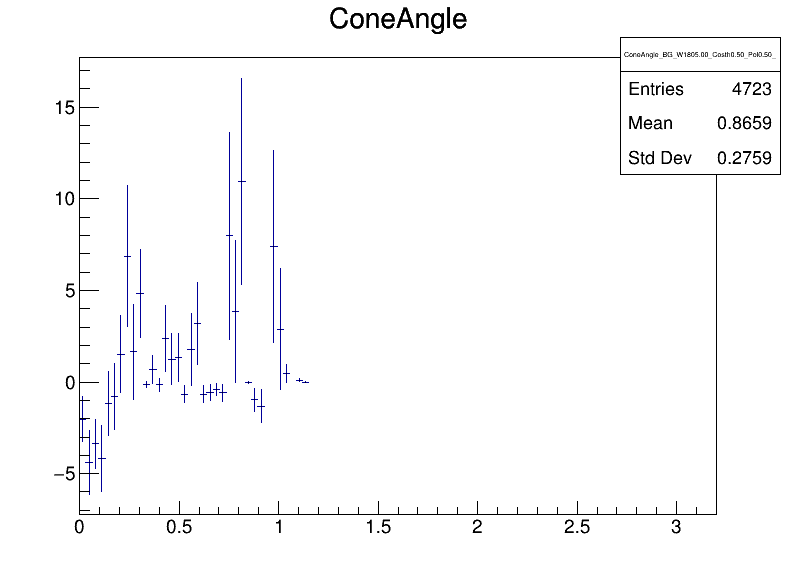 ConeAngle
ConeAngle_BG_W1805.00_Costh0.50_Pol0.50_
Entries 4723
Mean 0.8659
Std Dev 0.2759
15
10
5
0
−5
0 0.5 1 1.5 2 2.5 3